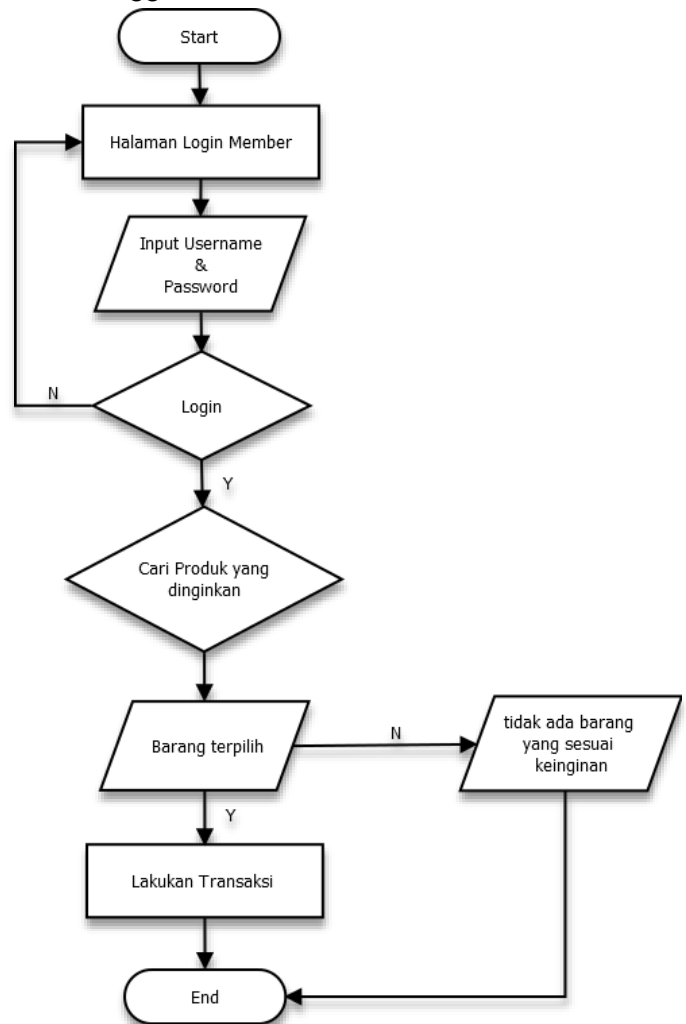 Start
Halaman Login Member
Input Username
&
Password
Login
N
Y
Cari Produk yang
dinginkan
Barang terpilih
N
tidak ada barang
yang sesuai
keinginan
Y
Lakukan Transaksi
End